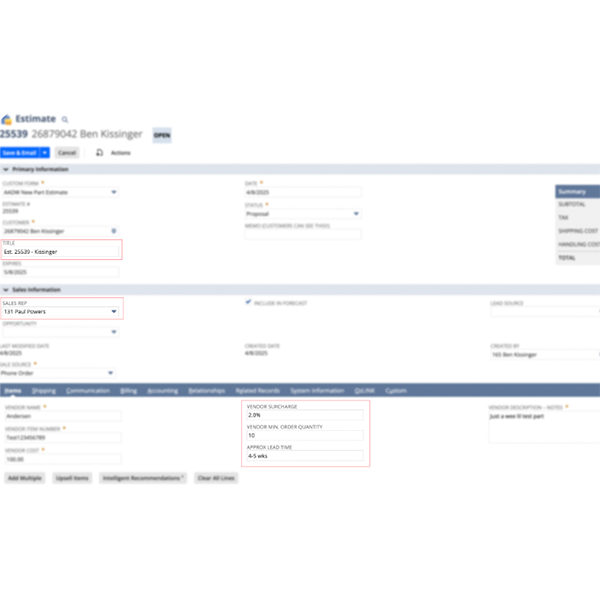 Estimate
25539 26879042 Ben Kissinger OPEN
Save & Email Cancel Actions
Primary Information
CUSTOM FORM *
AADW New Part Estimate
ESTIMATE #
25539
CUSTOMER *
26879042 Ben Kissinger
TITLE
Est. 25539 - Kissinger
EXPIRES
5/8/2025
DATE *
4/8/2025
STATUS *
Proposal
MEMO (CUSTOMERS CAN SEE THIS!)
Summary
SUBTOTAL
TAX
SHIPPING COST
HANDLING COST
TOTAL
Sales Information
SALES REP
131 Paul Powers
OPPORTUNITY
LAST MODIFIED DATE
4/8/2025
SALE SOURCE *
Phone Order
INCLUDE IN FORECAST
CREATED DATE
4/8/2025
LEAD SOURCE
CREATED BY *
165 Ben Kissinger
Items Shipping Communication Billing Accounting Relationships Related Records System Information Custom
VENDOR NAME *
Andersen
VENDOR ITEM NUMBER *
Test123456789
VENDOR COST *
100.00
VENDOR SURCHARGE
2.0%
VENDOR MIN. ORDER QUANTITY
10
APPROX LEAD TIME
4-5 wks
VENDOR DESCRIPTION - NOTES *
Just a wee lil test part
Add Multiple Upsell Items Intelligent Recommendations Clear All Lines